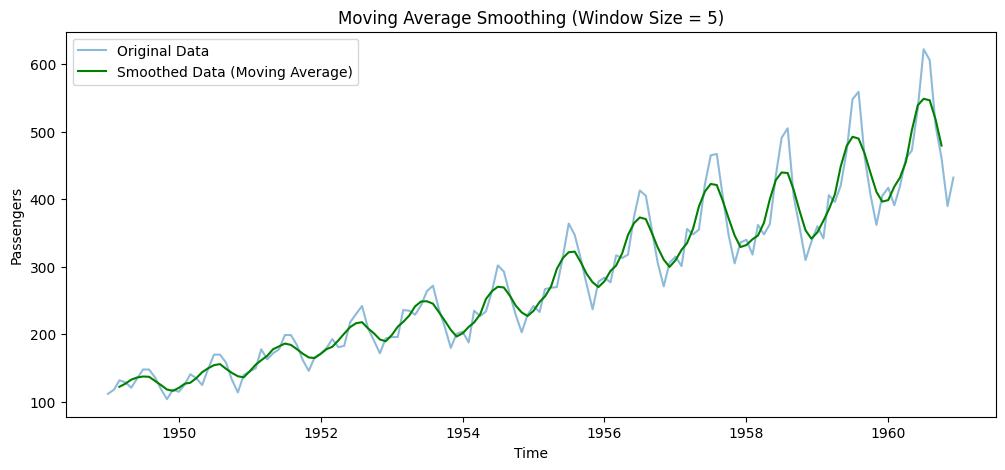 Moving Average Smoothing (Window Size = 5)
Original Data
Smoothed Data (Moving Average)
600
500
400
300
200
100
Passengers
1950
1952
1954
1956
1958
1960
Time